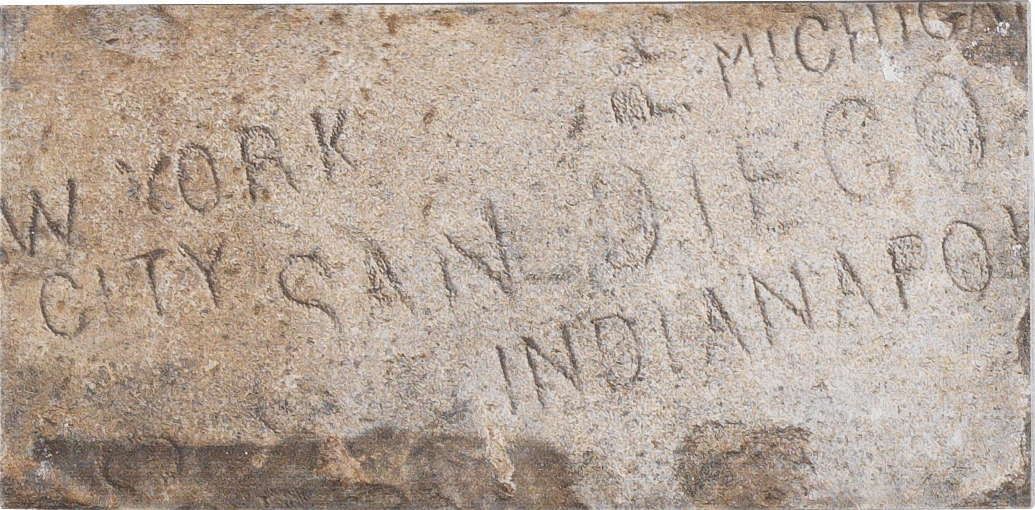 MICHIGA
W YORK
CITY
SAN DIEGO
INDIANAPO